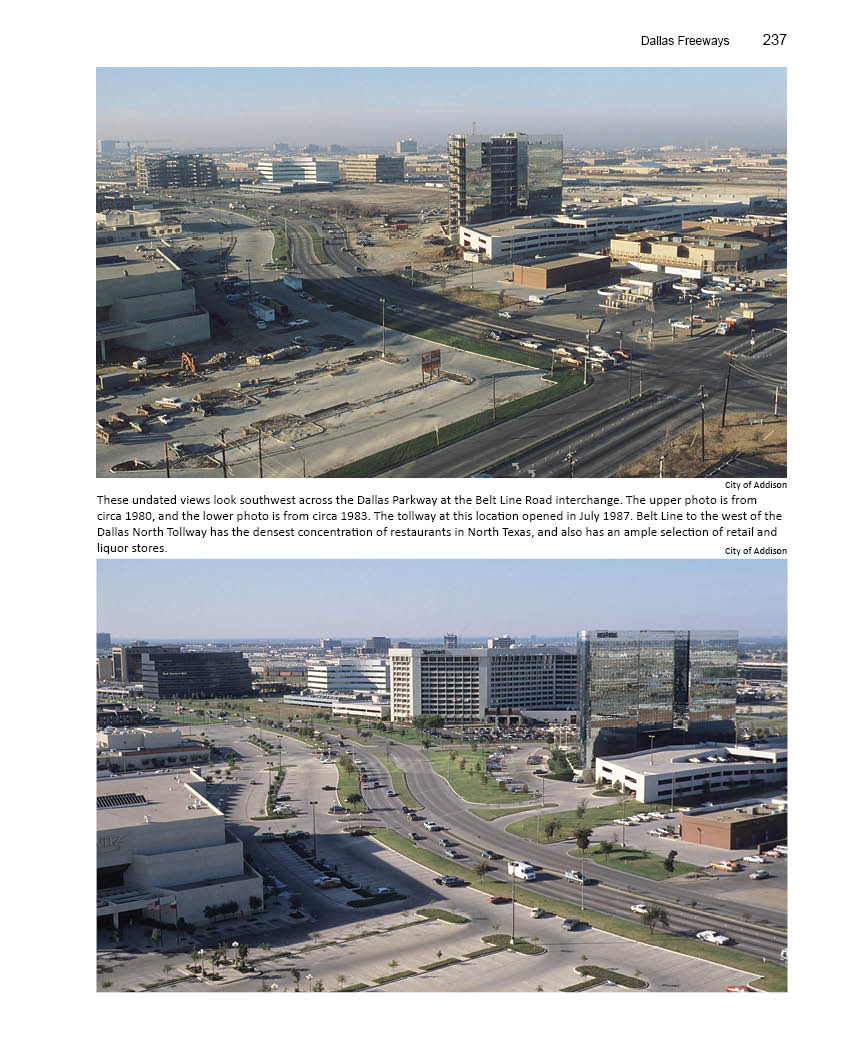 Dallas Freeways 237
City of Addison
These undated views look southwest across the Dallas Parkway at the Belt Line Road interchange. The upper photo is from
circa 1980, and the lower photo is from circa 1983. The tollway at this location opened in July 1987. Belt Line to the west of the
Dallas North Tollway has the densest concentration of restaurants in North Texas, and also has an ample selection of retail and
liquor stores.
City of Addison
Marriott